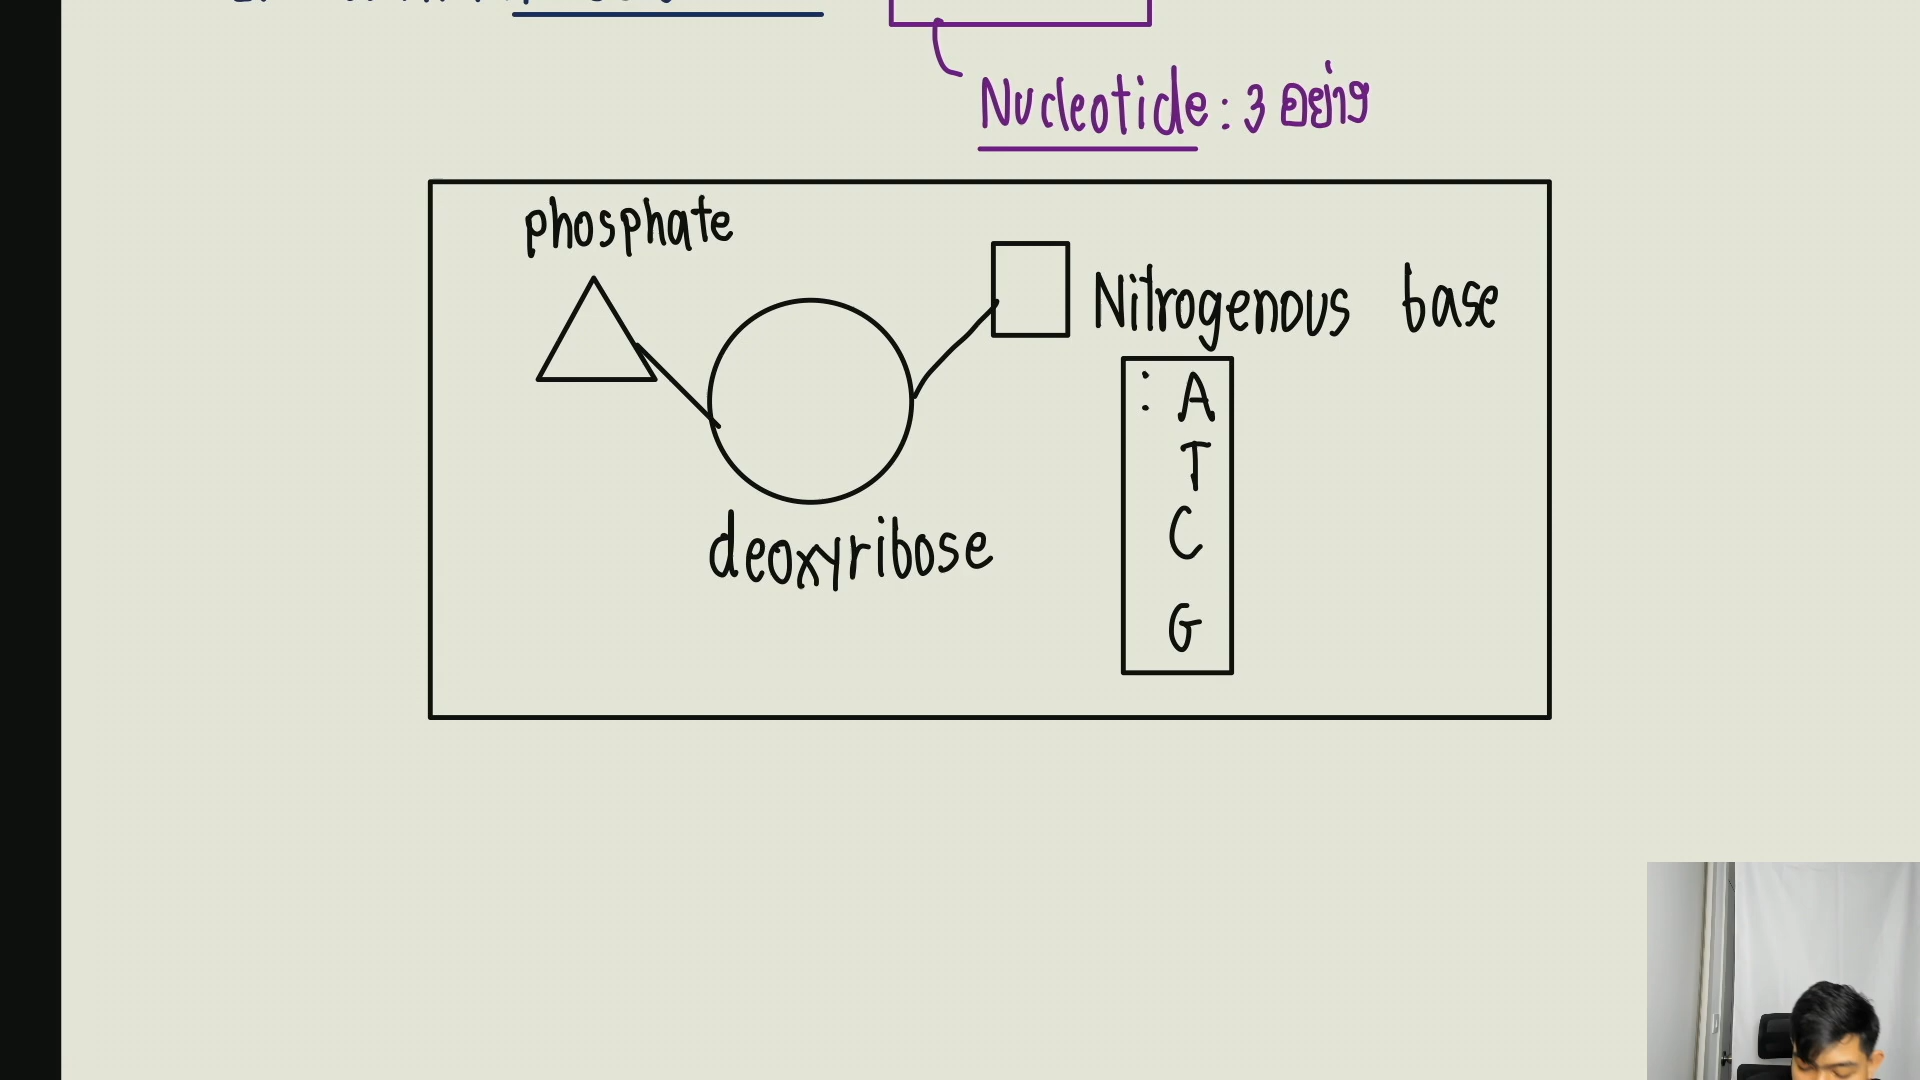 Nucleotide : 3 อย่าง
phosphate
Nitrogenous base
: A
T
C
G
deoxyribose